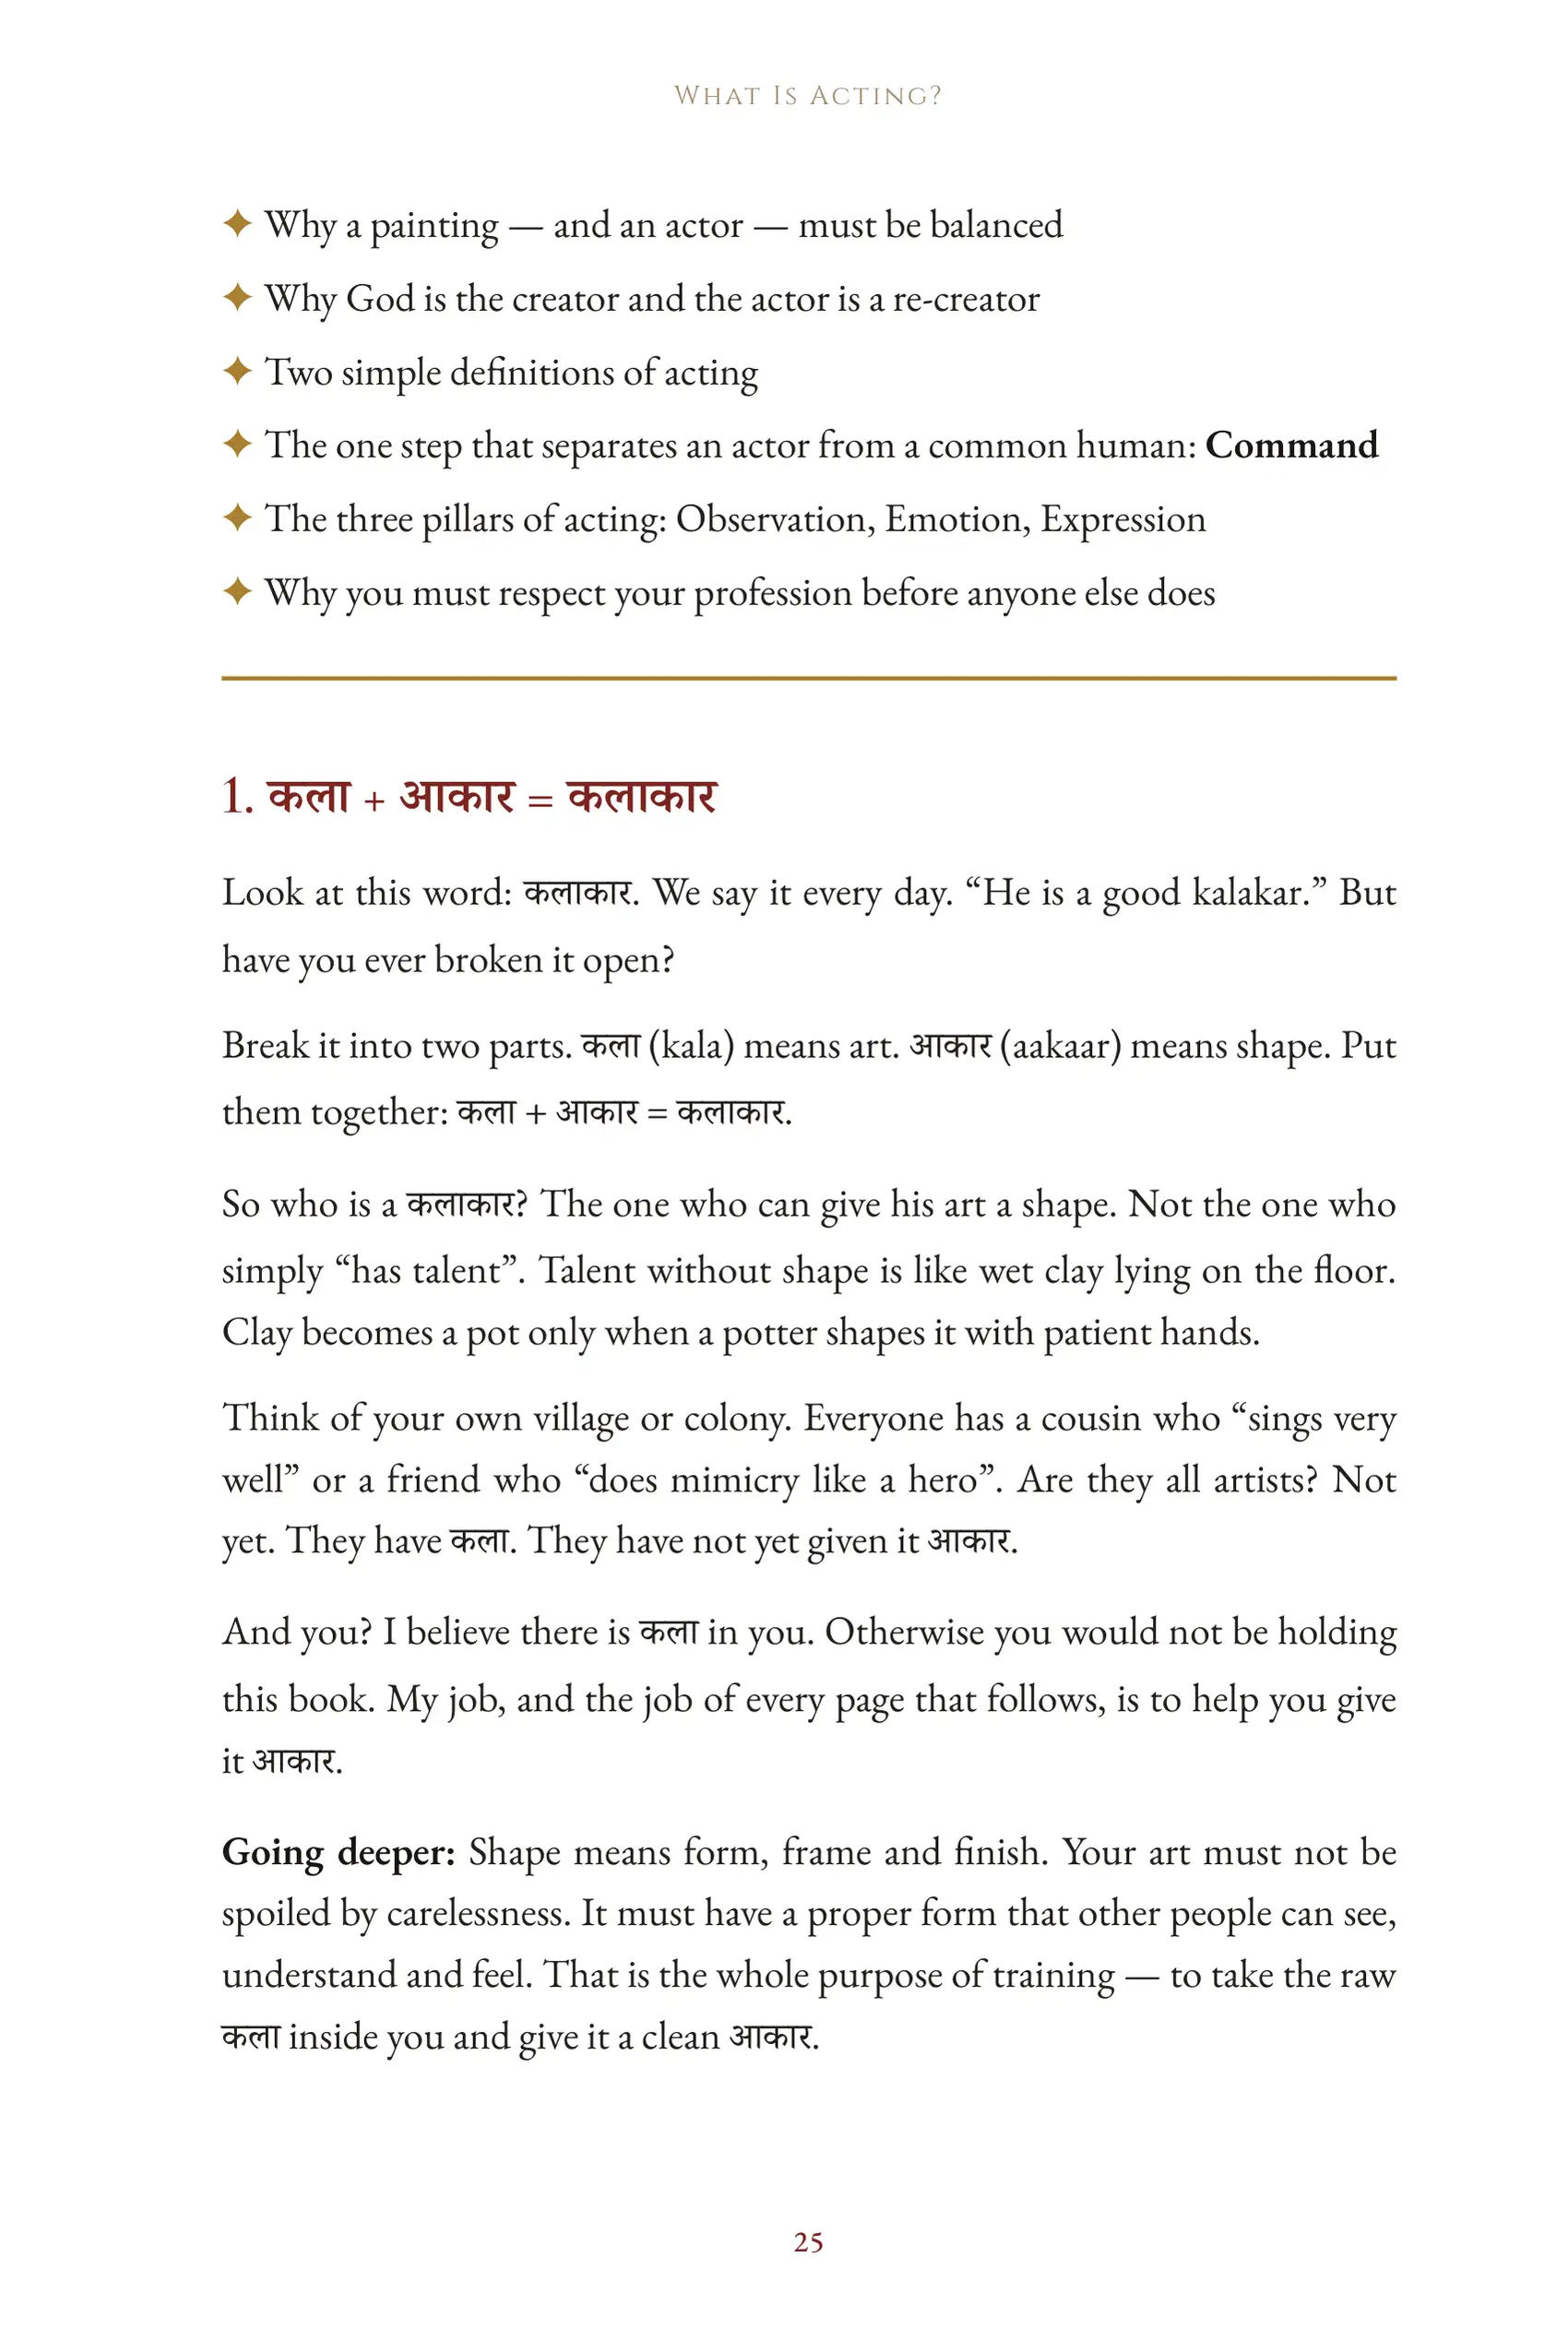 What Is Acting?
✦ Why a painting — and an actor — must be balanced
✦ Why God is the creator and the actor is a re-creator
✦ Two simple definitions of acting
✦ The one step that separates an actor from a common human: Command
✦ The three pillars of acting: Observation, Emotion, Expression
✦ Why you must respect your profession before anyone else does
1. कला + आकार = कलाकार
Look at this word: कलाकार. We say it every day. “He is a good kalakar.” But
have you ever broken it open?
Break it into two parts. कला (kala) means art. आकार (aakaar) means shape. Put
them together: कला + आकार = कलाकार.
So who is a कलाकार? The one who can give his art a shape. Not the one who
simply “has talent”. Talent without shape is like wet clay lying on the floor.
Clay becomes a pot only when a potter shapes it with patient hands.
Think of your own village or colony. Everyone has a cousin who “sings very
well” or a friend who “does mimicry like a hero”. Are they all artists? Not
yet. They have कला. They have not yet given it आकार.
And you? I believe there is कला in you. Otherwise you would not be holding
this book. My job, and the job of every page that follows, is to help you give
it आकार.
Going deeper: Shape means form, frame and finish. Your art must not be
spoiled by carelessness. It must have a proper form that other people can see,
understand and feel. That is the whole purpose of training — to take the raw
कला inside you and give it a clean आकार.
25